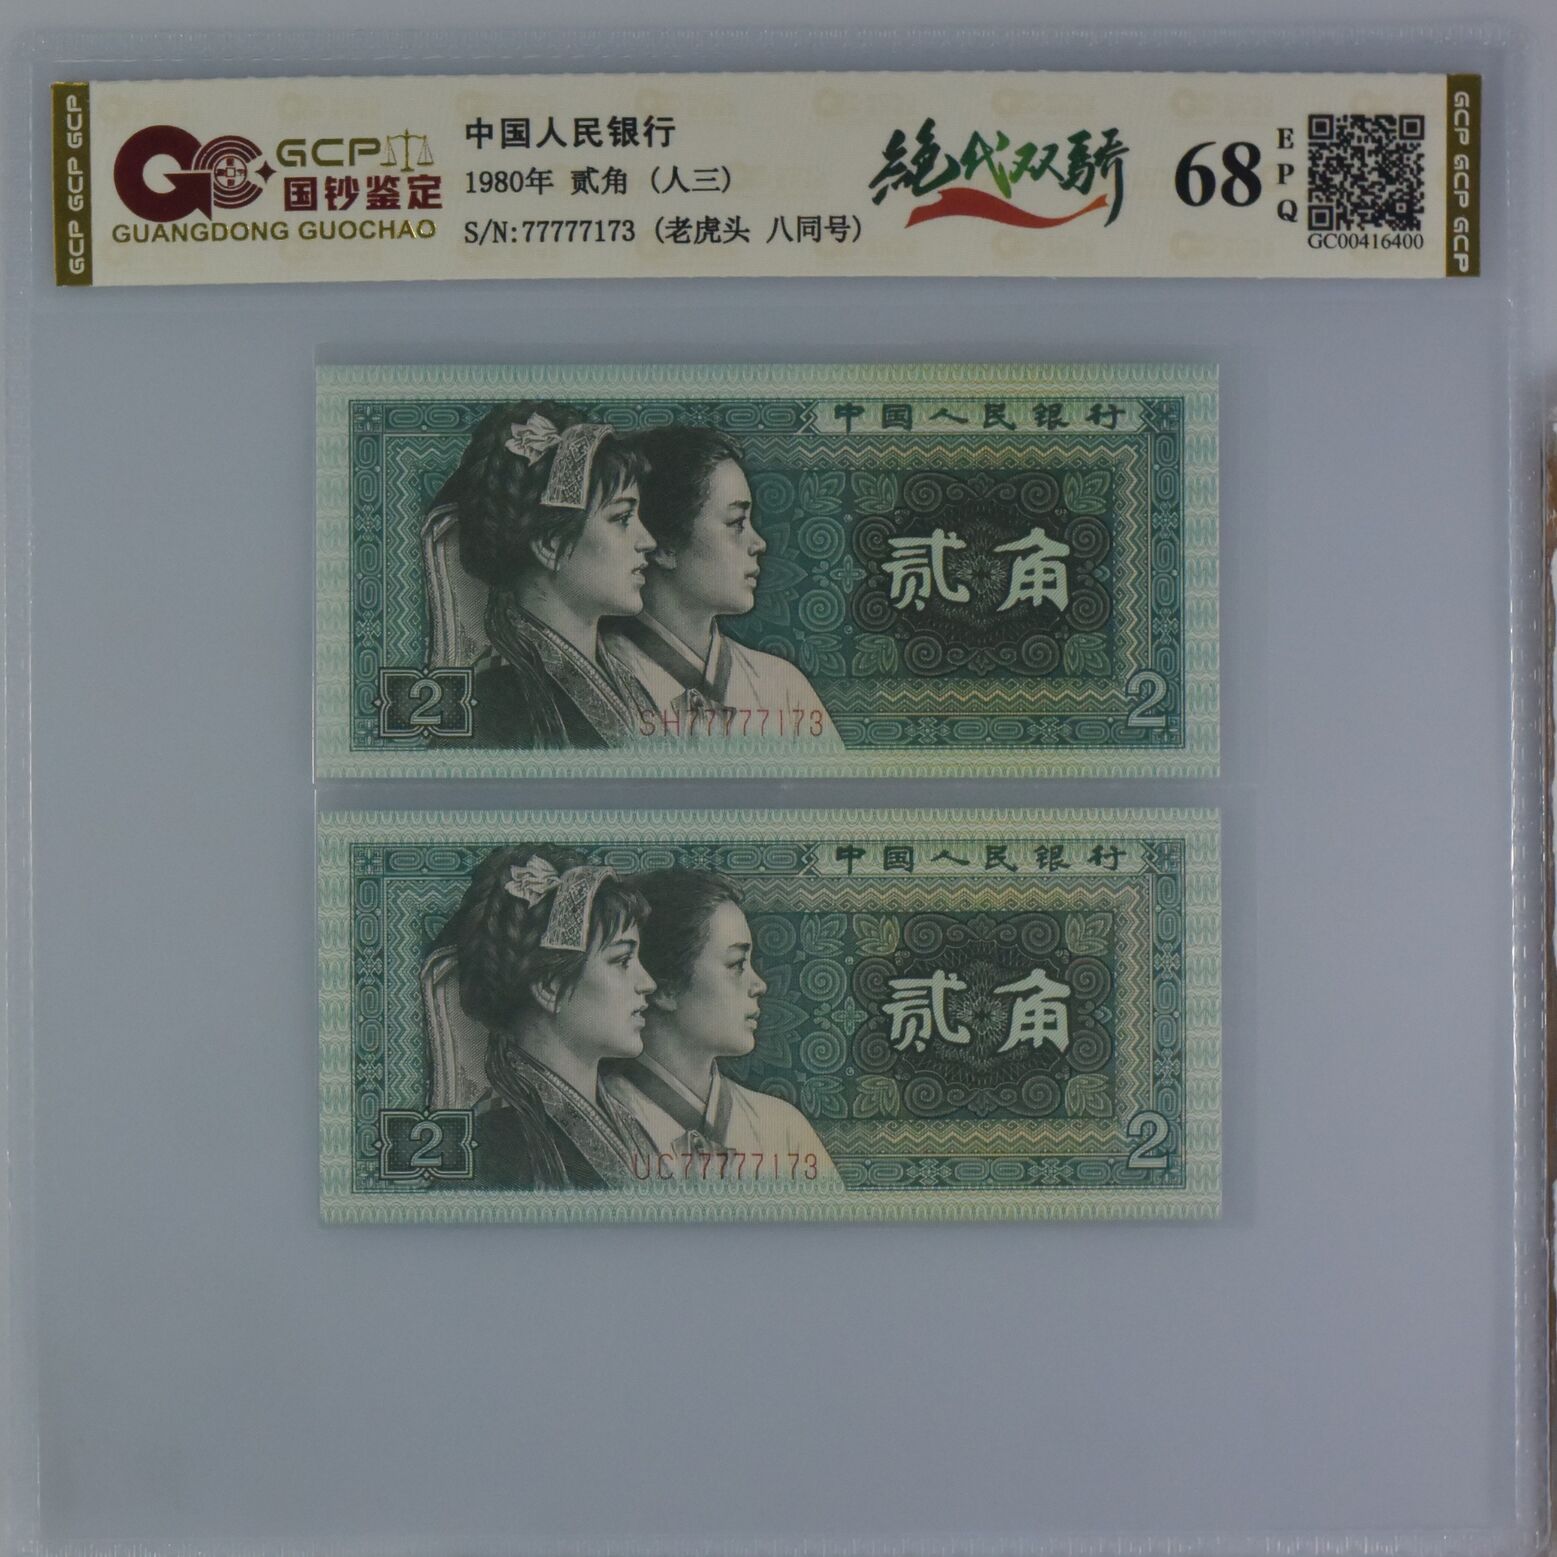 GCP GCP GCP
GCP
国钞鉴定
GUANGDONG GUOCHAO
中国人民银行
1980年 贰角 (人三)
S/N:77777173 (老虎头 八同号)
絶代双骄
68
EPQ
GC00416400
GCP GCP GCP
中国人民银行
贰角
2
2
SH77777173
中国人民银行
贰角
2
2
UC77777173